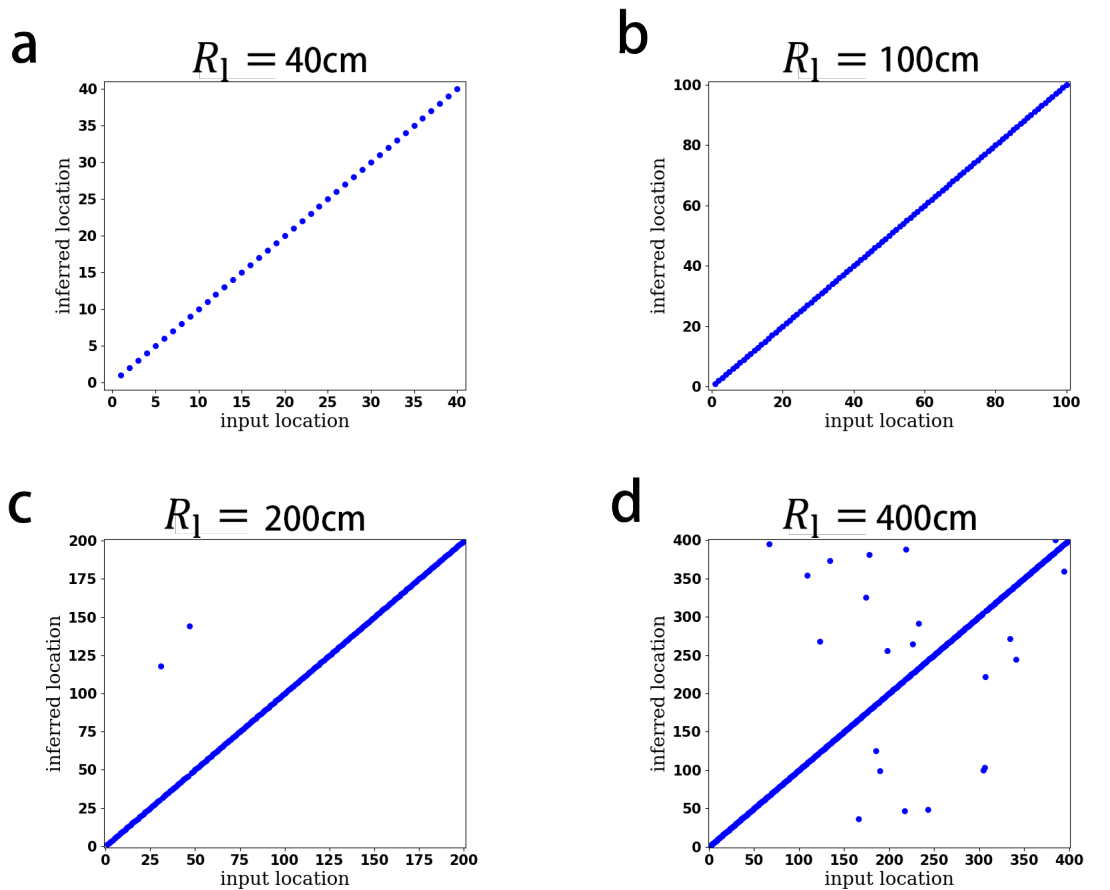 a
R₁ = 40cm
40
35
30
25
20
15
10
5
0
inferred location
0 5 10 15 20 25 30 35 40
input location
b
R₁ = 100cm
100
80
60
40
20
0
inferred location
0 20 40 60 80 100
input location
c
R₁ = 200cm
200
175
150
125
100
75
50
25
0
inferred location
0 25 50 75 100 125 150 175 200
input location
d
R₁ = 400cm
400
350
300
250
200
150
100
50
0
inferred location
0 50 100 150 200 250 300 350 400
input location